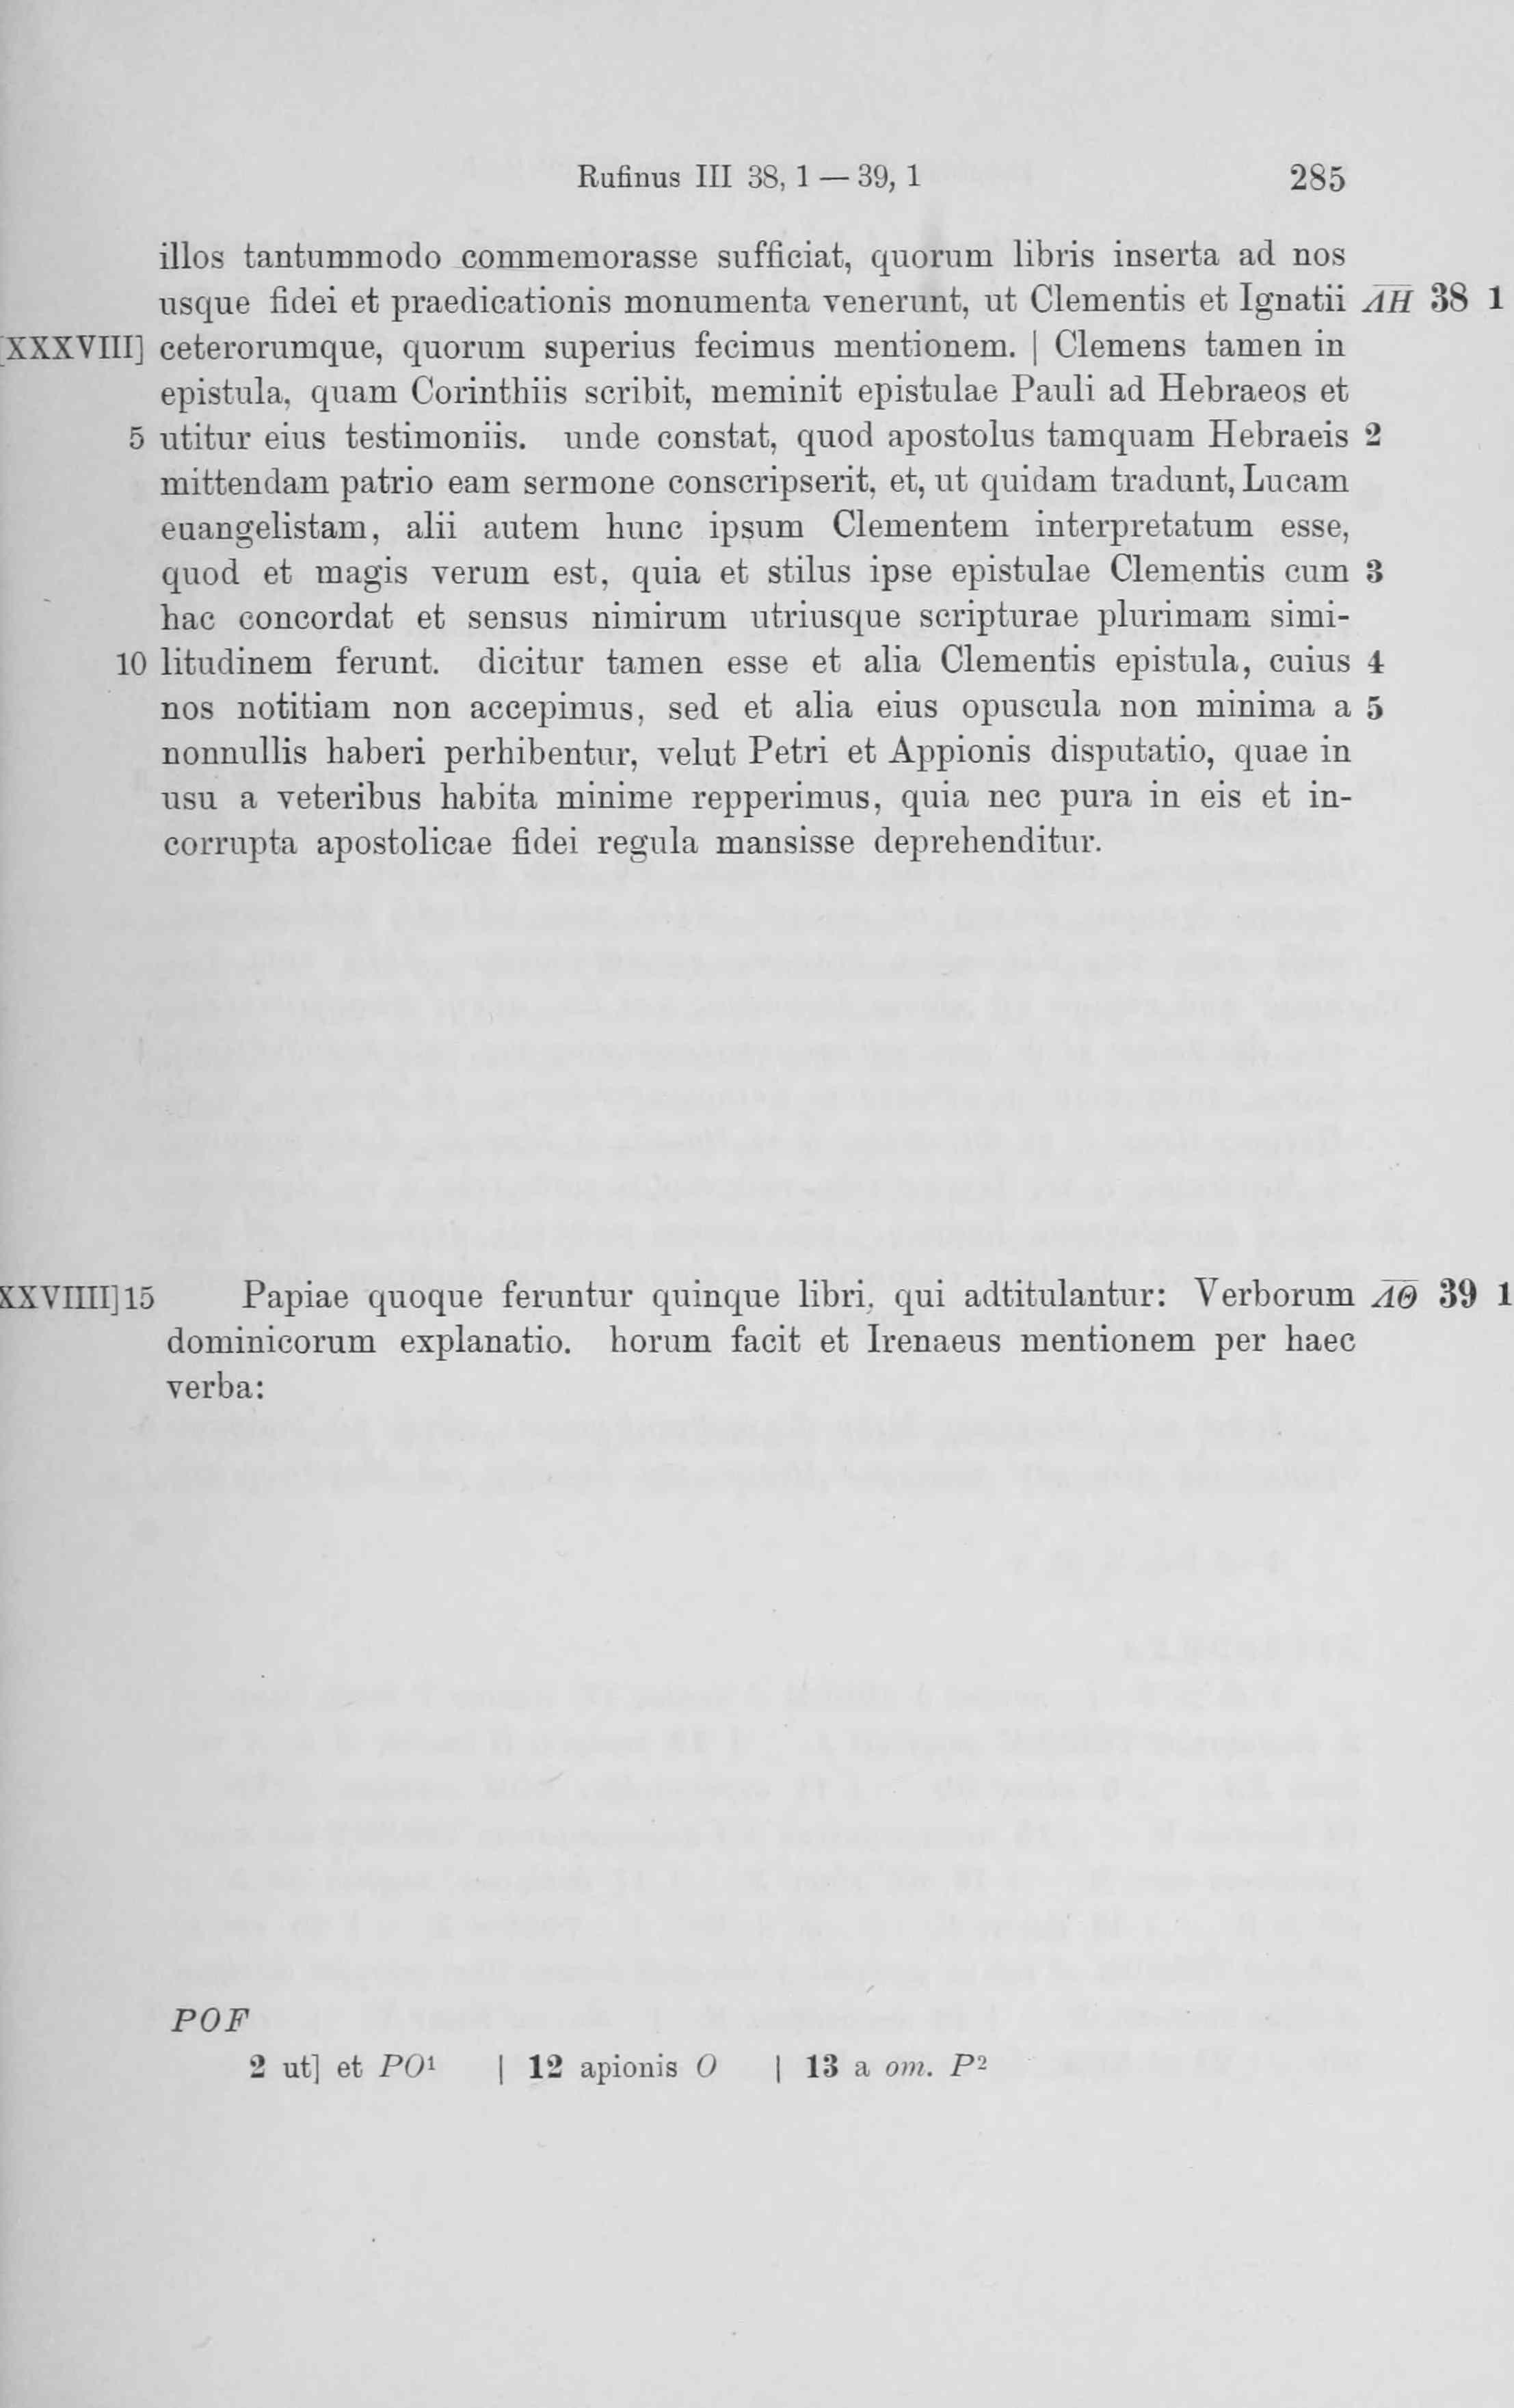 Rufinus III 38, 1 — 39, 1 285
illos tantummodo commemorasse sufficiat, quorum libris inserta ad nos
usque fidei et praedicationis monumenta venerunt, ut Clementis et Ignatii Λ̅Η̅ 38 1
[XXXVIII] ceterorumque, quorum superius fecimus mentionem. | Clemens tamen in
epistula, quam Corinthiis scribit, meminit epistulae Pauli ad Hebraeos et
5 utitur eius testimoniis. unde constat, quod apostolus tamquam Hebraeis 2
mittendam patrio eam sermone conscripserit, et, ut quidam tradunt, Lucam
euangelistam, alii autem hunc ipsum Clementem interpretatum esse,
quod et magis verum est, quia et stilus ipse epistulae Clementis cum 3
hac concordat et sensus nimirum utriusque scripturae plurimam simi-
10 litudinem ferunt. dicitur tamen esse et alia Clementis epistula, cuius 4
nos notitiam non accepimus, sed et alia eius opuscula non minima a 5
nonnullis haberi perhibentur, velut Petri et Appionis disputatio, quae in
usu a veteribus habita minime repperimus, quia nec pura in eis et in-
corrupta apostolicae fidei regula mansisse deprehenditur.
XXVIIII] 15 Papiae quoque feruntur quinque libri, qui adtitulantur: Verborum Λ̅Θ̅ 39 1
dominicorum explanatio. horum facit et Irenaeus mentionem per haec
verba:
POF
2 ut] et PO¹ | 12 apionis O | 13 a om. P²